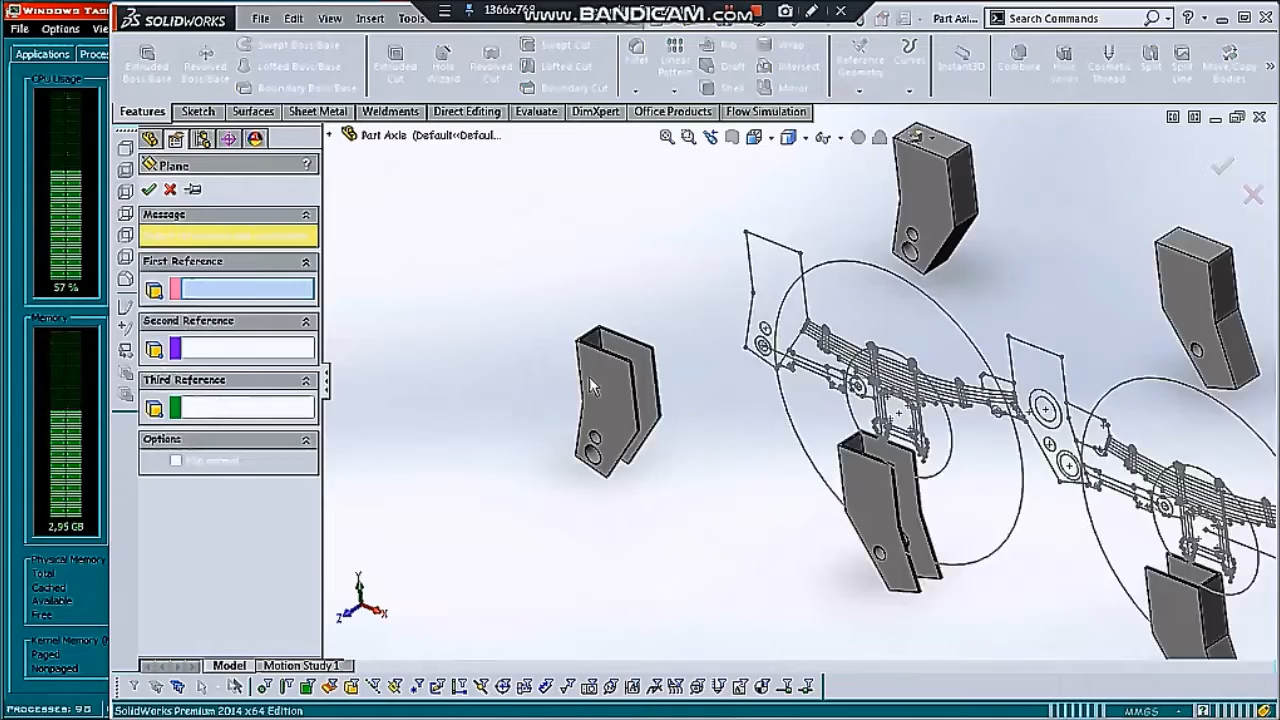 Windows Tas
File Options Vie
Applications Proce
CPU Usage
57 %
Memory
2,95 GB
Physical Memory
Total
Cached
Available
Free
Kernel Memory (
Paged
Nonpaged
Processes: 95
SOLIDWORKS
File Edit View Insert Tools
1366x768
www.BANDICAM.com
Part Axl...
Search Commands
Extruded Boss/Base
Revolved Boss/Base
Swept Boss/Base
Lofted Boss/Base
Boundary Boss/Base
Extruded Cut
Hole Wizard
Revolved Cut
Swept Cut
Lofted Cut
Boundary Cut
Fillet
Linear Pattern
Rib
Draft
Shell
Wrap
Intersect
Mirror
Reference Geometry
Curves
Instant3D
Combine
Cosmetic Thread
Split
Split Line
Move/Copy Bodies
Features Sketch Surfaces Sheet Metal Weldments Direct Editing Evaluate DimXpert Office Products Flow Simulation
Part Axle (Default<<Defaul...
Plane
?
Message
First Reference
Second Reference
Third Reference
Options
Y
Z
X
Model Motion Study1
SolidWorks Premium 2014 x64 Edition
MMGS